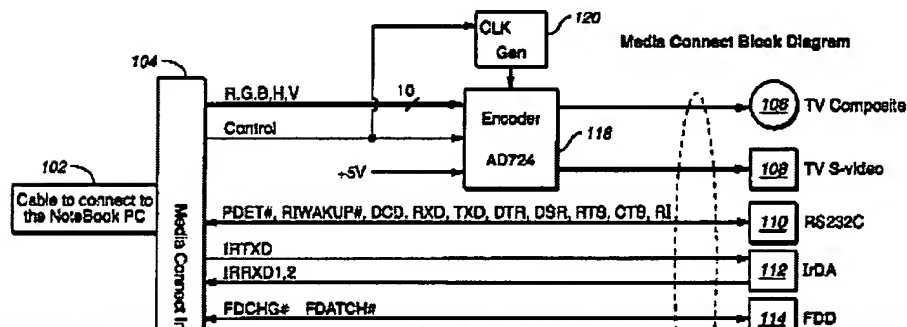 120
CLK
Gen
Media Connect Block Diagram
104
R,G,B,H,V
10
106
TV Composite
Control
Encoder
AD724
118
+5V
102
108
TV S-video
Cable to connect to
the NoteBook PC
PDET#, RIWAKUP#, DCD, RXD, TXD, DTR, DSR, RTS, CTS, RI
110
RS232C
Media Connect In
IRTXD
IRRXD1,2
112
IrDA
FDCHG# FDATCH#
114
FDD